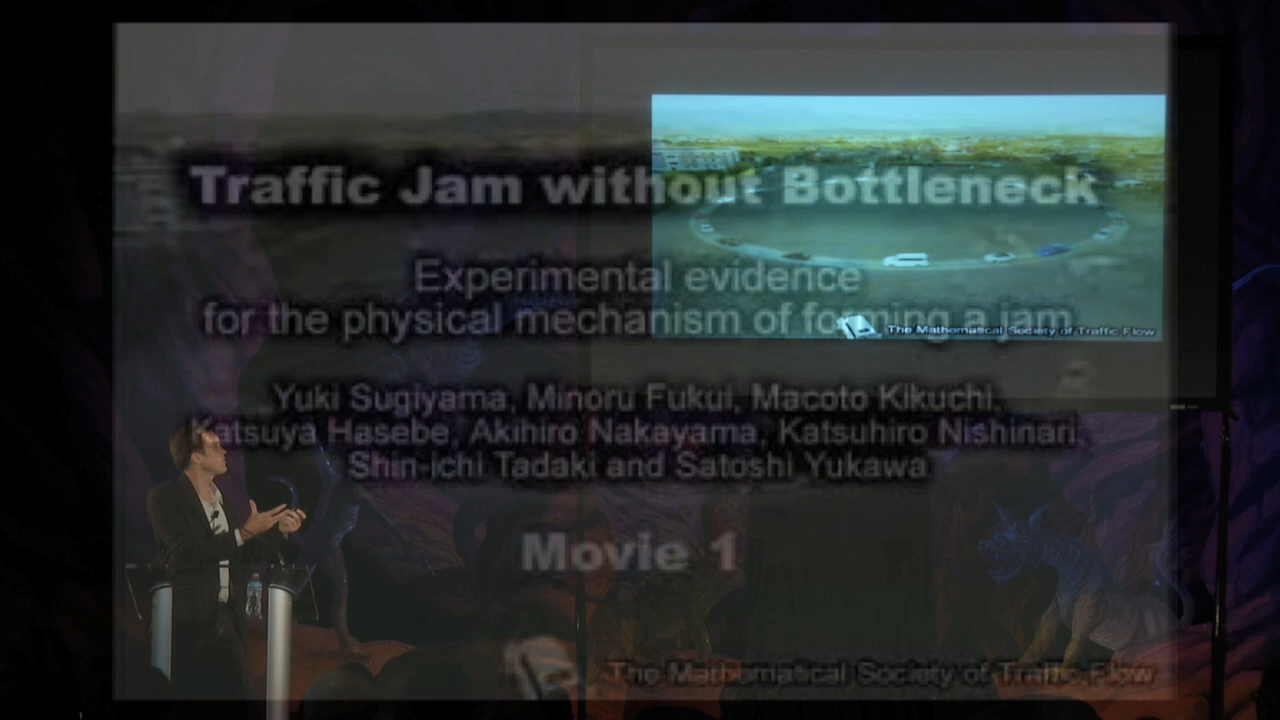 Traffic Jam without Bottleneck
Experimental evidence
for the physical mechanism of forming a jam
Yuki Sugiyama, Minoru Fukui, Macoto Kikuchi,
Katsuya Hasebe, Akihiro Nakayama, Katsuhiro Nishinari,
Shin-ichi Tadaki and Satoshi Yukawa
Movie 1
The Mathematical Society of Traffic Flow
The Mathematical Society of Traffic Flow